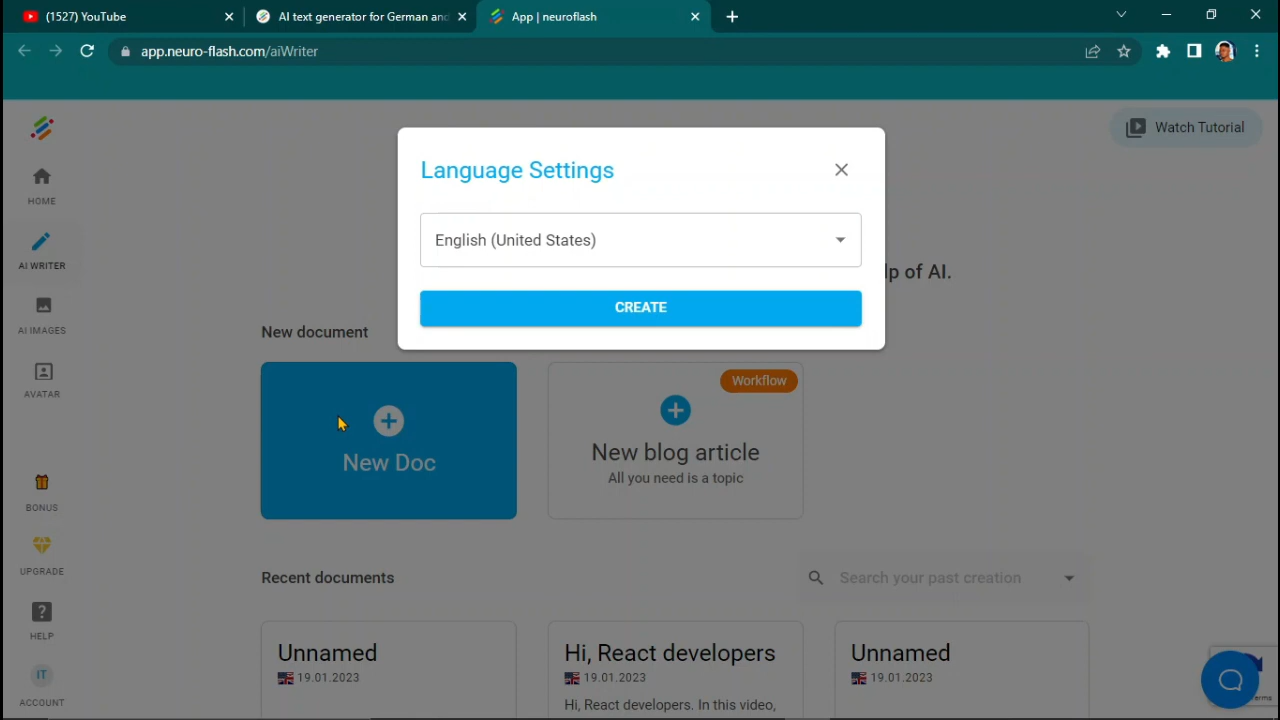 (1527) YouTube
AI text generator for German and
App | neuroflash
app.neuro-flash.com/aiWriter
Watch Tutorial
HOME
AI WRITER
AI IMAGES
AVATAR
BONUS
UPGRADE
HELP
IT
ACCOUNT
Language Settings
English (United States)
CREATE
lp of AI.
New document
New Doc
Workflow
New blog article
All you need is a topic
Recent documents
Search your past creation
Unnamed
19.01.2023
Hi, React developers
19.01.2023
Hi, React developers. In this video,
Unnamed
19.01.2023